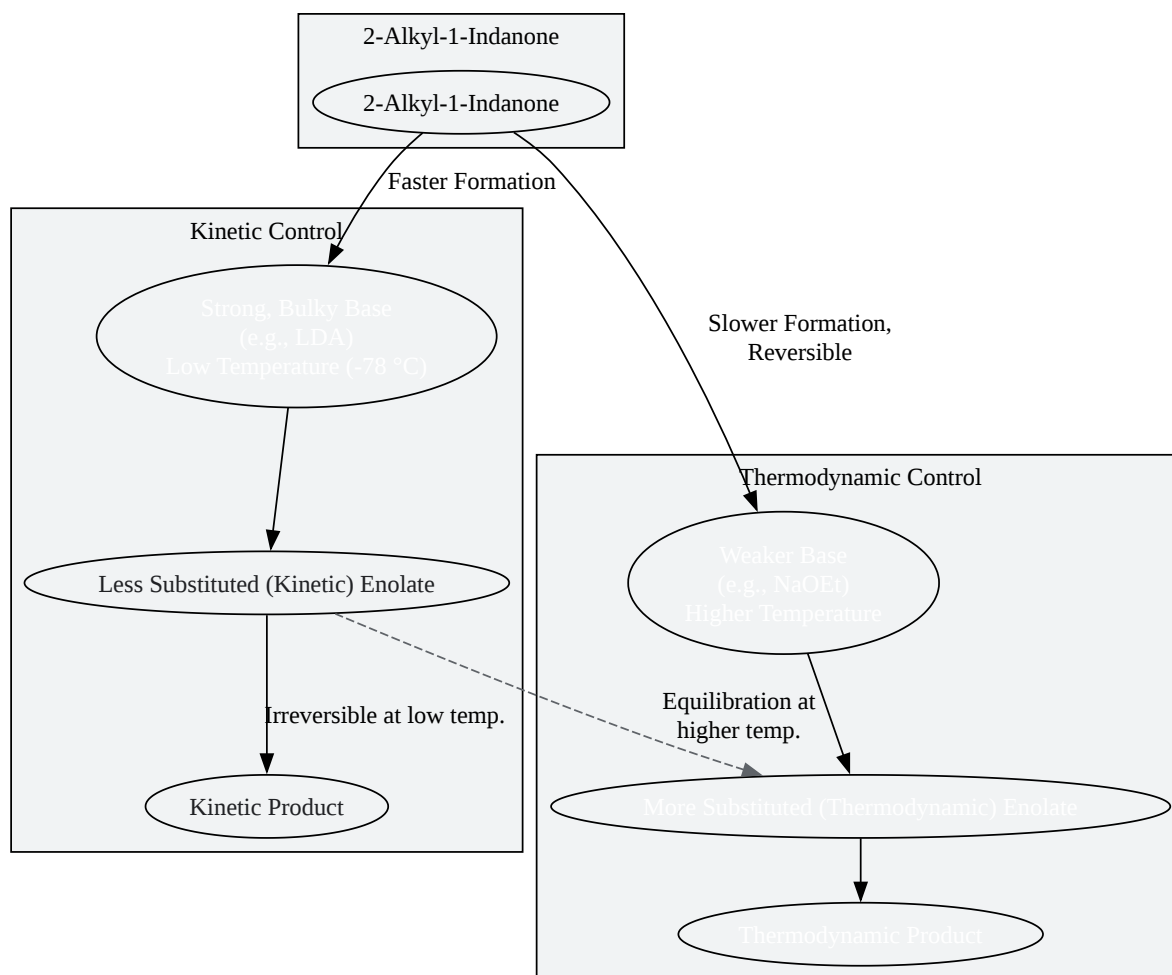 2-Alkyl-1-Indanone
2-Alkyl-1-Indanone
Faster Formation
Kinetic Control
Strong, Bulky Base
(e.g., LDA)
Low Temperature (-78 °C)
Slower Formation,
Reversible
Thermodynamic Control
Weaker Base
(e.g., NaOEt)
Higher Temperature
Less Substituted (Kinetic) Enolate
Irreversible at low temp.
Equilibration at
higher temp.
Kinetic Product
More Substituted (Thermodynamic) Enolate
Thermodynamic Product